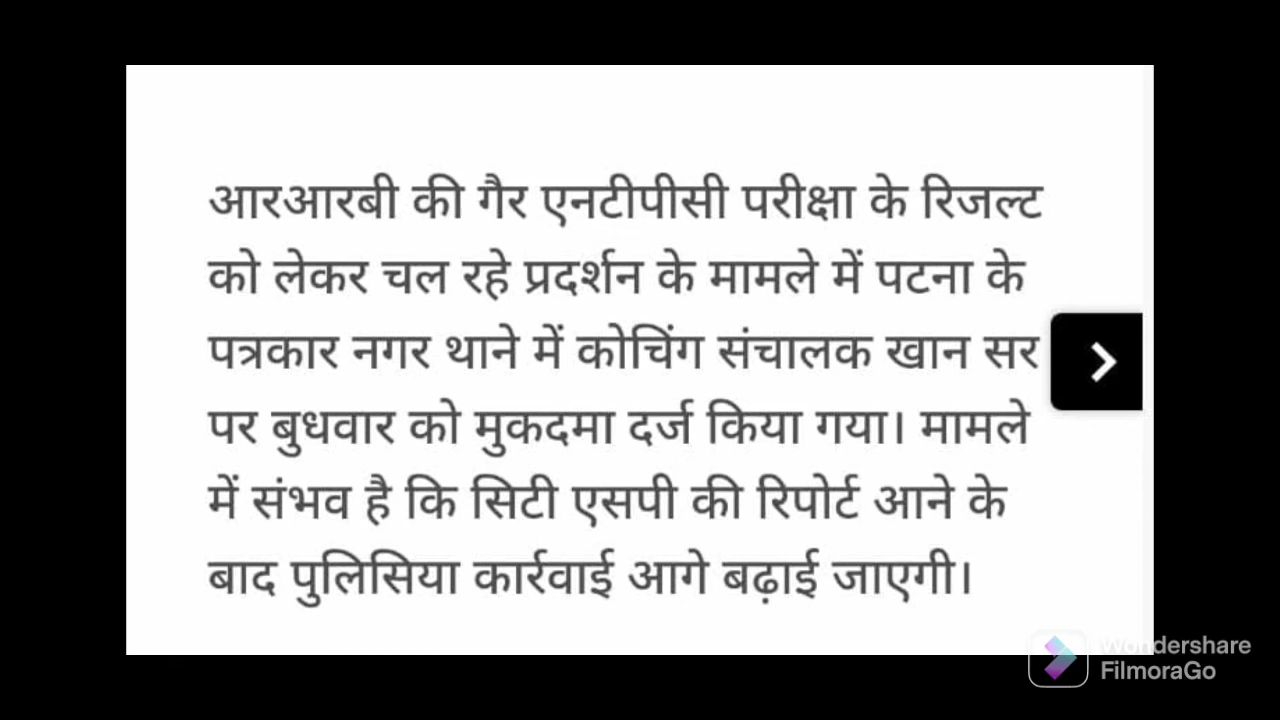 आरआरबी की गैर एनटीपीसी परीक्षा के रिजल्ट
को लेकर चल रहे प्रदर्शन के मामले में पटना के
पत्रकार नगर थाने में कोचिंग संचालक खान सर
पर बुधवार को मुकदमा दर्ज किया गया। मामले
में संभव है कि सिटी एसपी की रिपोर्ट आने के
बाद पुलिसिया कार्रवाई आगे बढ़ाई जाएगी।
Wondershare
FilmoraGo